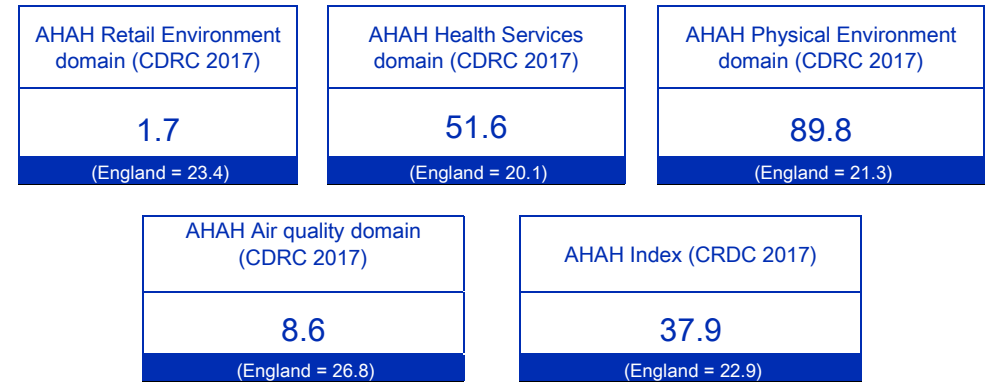 AHAH Retail Environment
domain (CDRC 2017)
1.7
(England = 23.4)
AHAH Health Services
domain (CDRC 2017)
51.6
(England = 20.1)
AHAH Physical Environment
domain (CDRC 2017)
89.8
(England = 21.3)
AHAH Air quality domain
(CDRC 2017)
8.6
(England = 26.8)
AHAH Index (CRDC 2017)
37.9
(England = 22.9)